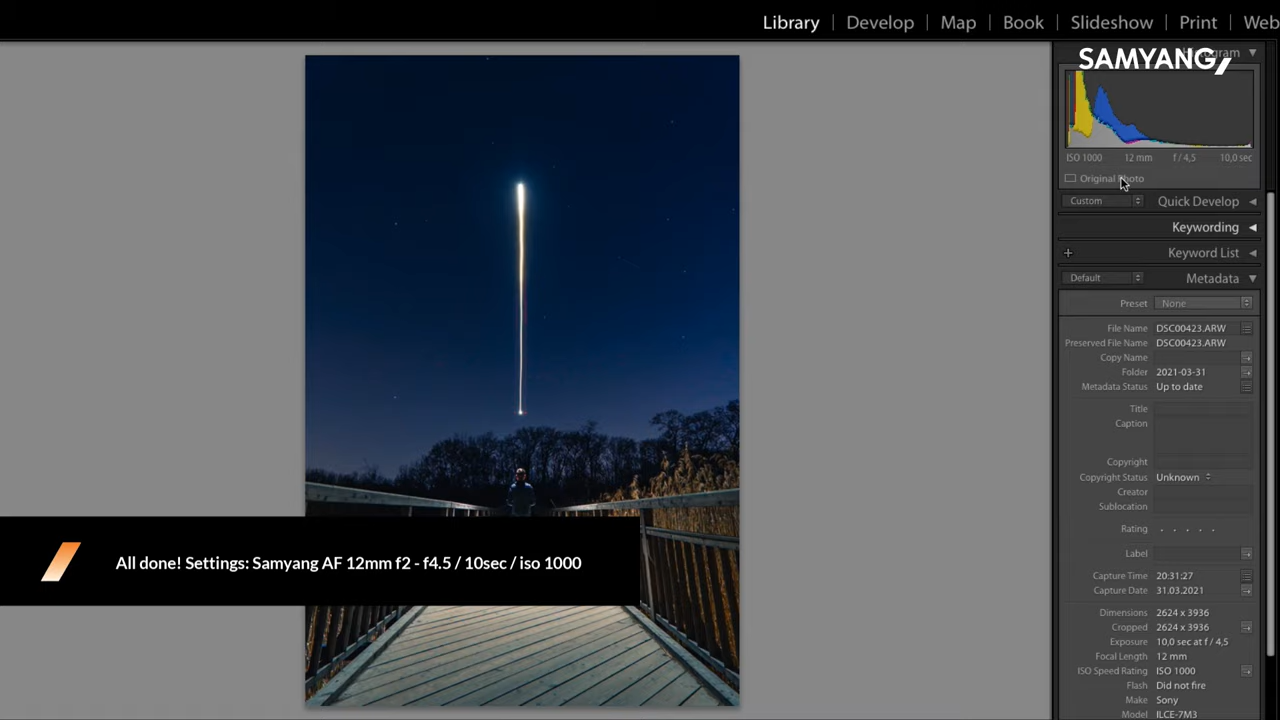 Library | Develop | Map | Book | Slideshow | Print | Web
Histogram
SAMYANG
ISO 1000 12 mm f / 4,5 10,0 sec
Original Photo
Custom Quick Develop
Keywording
+ Keyword List
Default Metadata
Preset None
File Name DSC00423.ARW
Preserved File Name DSC00423.ARW
Copy Name
Folder 2021-03-31
Metadata Status Up to date
Title
Caption
Copyright
Copyright Status Unknown
Creator
Sublocation
Rating . . . . .
Label
Capture Time 20:31:27
Capture Date 31.03.2021
Dimensions 2624 x 3936
Cropped 2624 x 3936
Exposure 10,0 sec at f / 4,5
Focal Length 12 mm
ISO Speed Rating ISO 1000
Flash Did not fire
Make Sony
Model ILCE-7M3
All done! Settings: Samyang AF 12mm f2 - f4.5 / 10sec / iso 1000